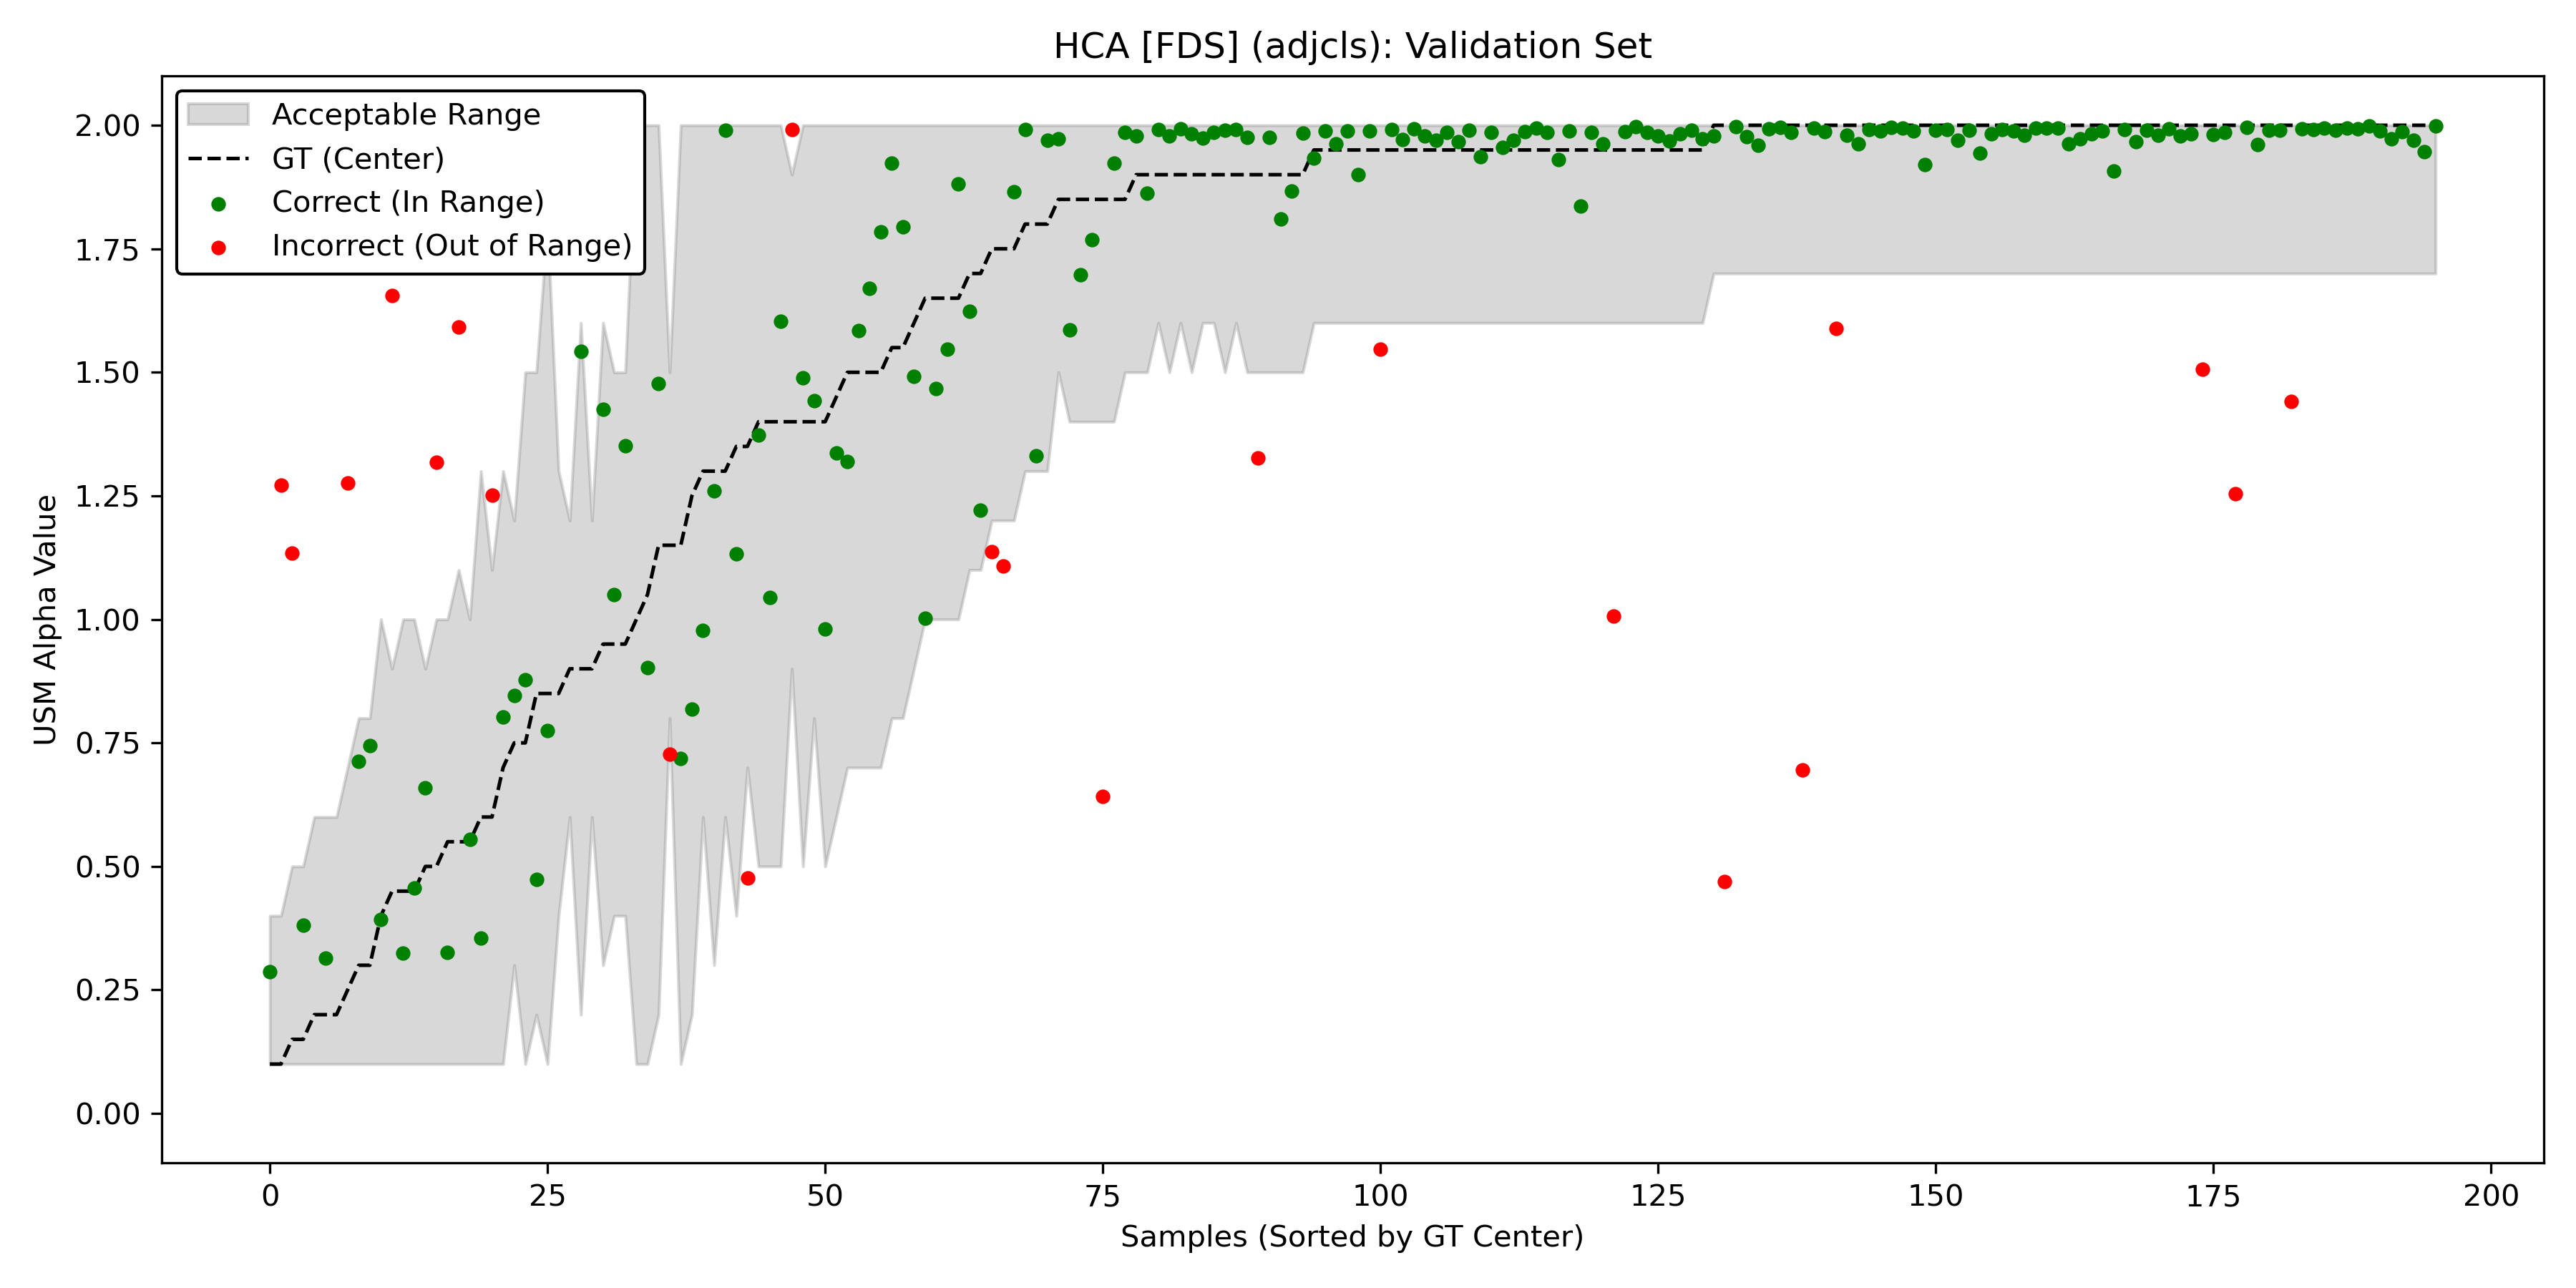 HCA [FDS] (adjcls): Validation Set
Acceptable Range
GT (Center)
Correct (In Range)
Incorrect (Out of Range)
2.00
1.75
1.50
1.25
1.00
0.75
0.50
0.25
0.00
USM Alpha Value
0 25 50 75 100 125 150 175 200
Samples (Sorted by GT Center)